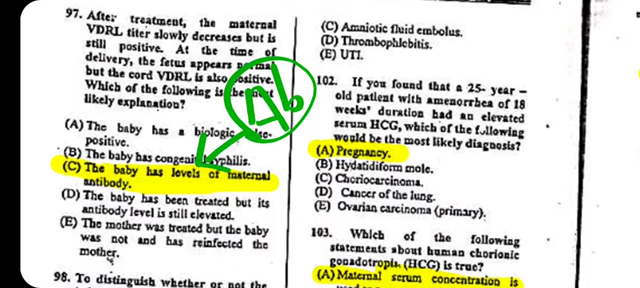 97. After treatment, the maternal
VDRL titer slowly decreases but is
still positive. At the time of
delivery, the fetus appears
but the cord VDRL is also positive.
Which of the following is the
likely explanation?
(A) The baby has a biologic
positive.
(B) The baby has congenital syphilis.
(C) The baby has levels of maternal
antibody.
(D) The baby has been treated but its
antibody level is still elevated.
(E) The mother was treated but the baby
was not and has reinfected the
mother.
98. To distinguish whether or not the
Ab
(C) Amniotic fluid embolus.
(D) Thrombophlebitis.
(E) UTI.
102. If you found that a 25- year –
old patient with amenorrhea of 18
weeks' duration had an elevated
serum HCG, which of the following
would be the most likely diagnosis?
(A) Pregnancy.
(B) Hydatidiform mole.
(C) Choriocarcinoma.
(D) Cancer of the lung.
(E) Ovarian carcinoma (primary).
103. Which of the following
statements about human chorionic
gonadotropin (HCG) is true?
(A) Maternal serum concentration is